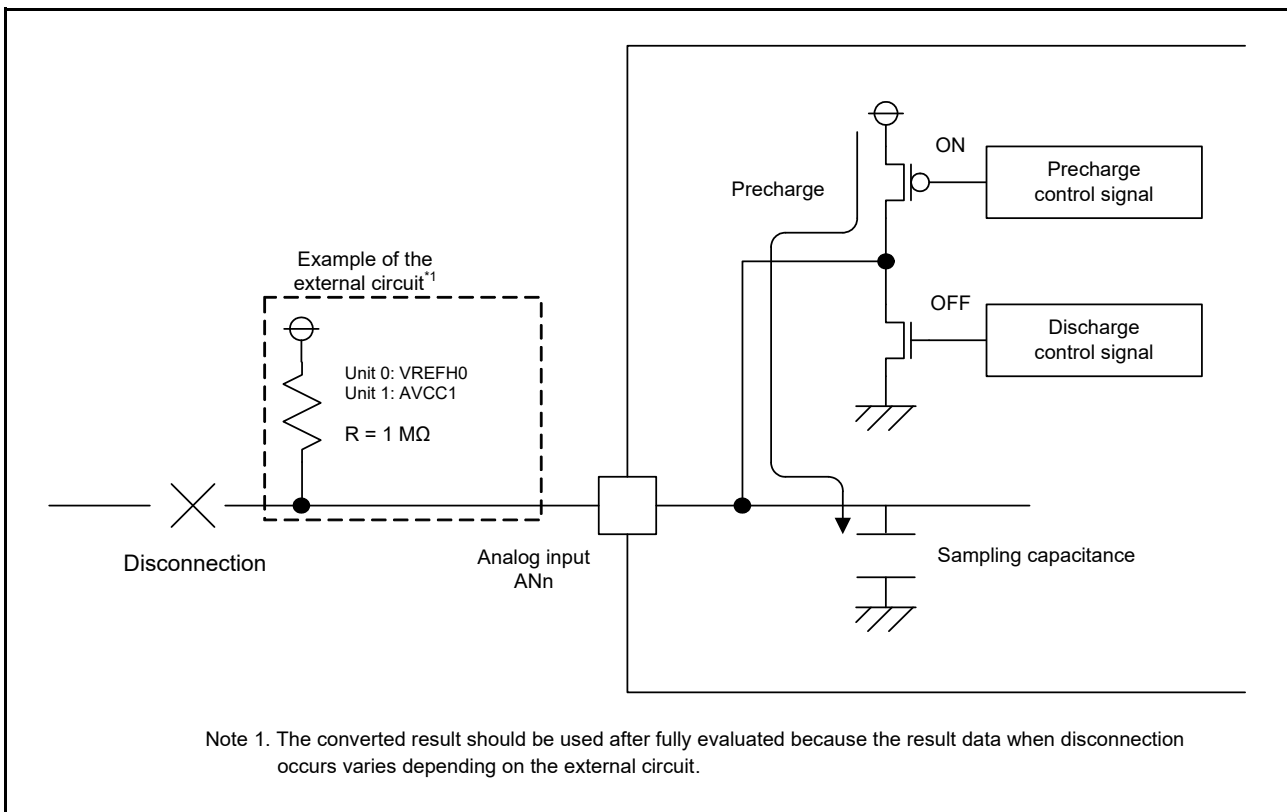 ON
Precharge
control signal
Precharge
Example of the
external circuit*1
OFF
Discharge
control signal
Unit 0: VREFH0
Unit 1: AVCC1
R = 1 MΩ
Disconnection
Analog input
ANn
Sampling capacitance
Note 1. The converted result should be used after fully evaluated because the result data when disconnection
occurs varies depending on the external circuit.